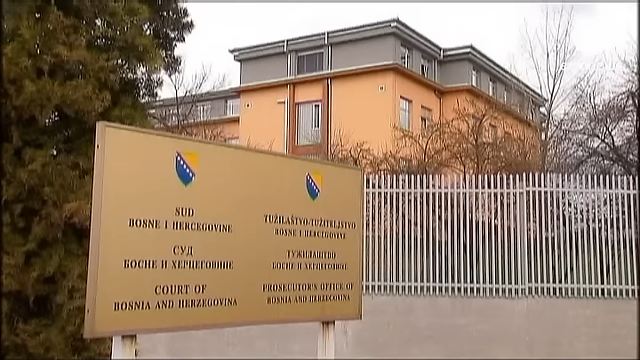 SUD
BOSNE I HERCEGOVINE
СУД
БОСНЕ И ХЕРЦЕГОВИНЕ
COURT OF
BOSNIA AND HERZEGOVINA
TUŽILAŠTVO-TUŽITELJSTVO
BOSNE I HERCEGOVINE
ТУЖИЛАШТВО
БОСНЕ И ХЕРЦЕГОВИНЕ
PROSECUTOR'S OFFICE OF
BOSNIA AND HERZEGOVINA